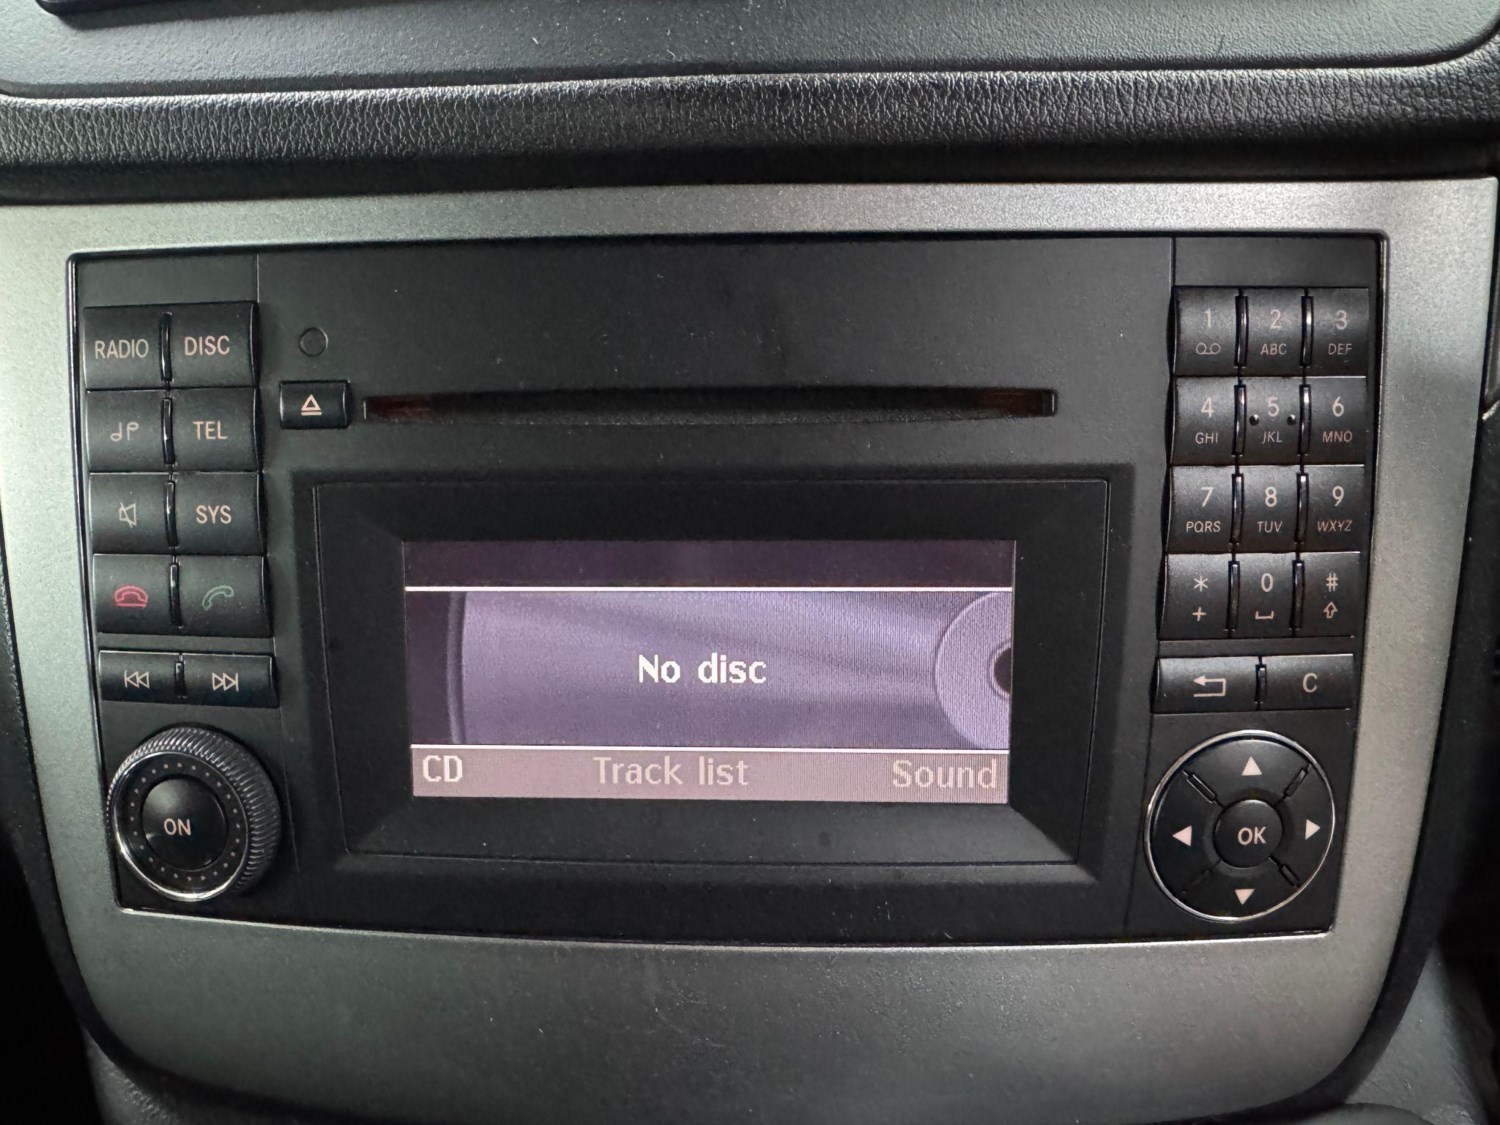 RADIO DISC
TEL
SYS
ON
No disc
CD Track list Sound
1 2 ABC 3 DEF
4 GHI 5 JKL 6 MNO
7 PQRS 8 TUV 9 WXYZ
* + 0 #
C
OK